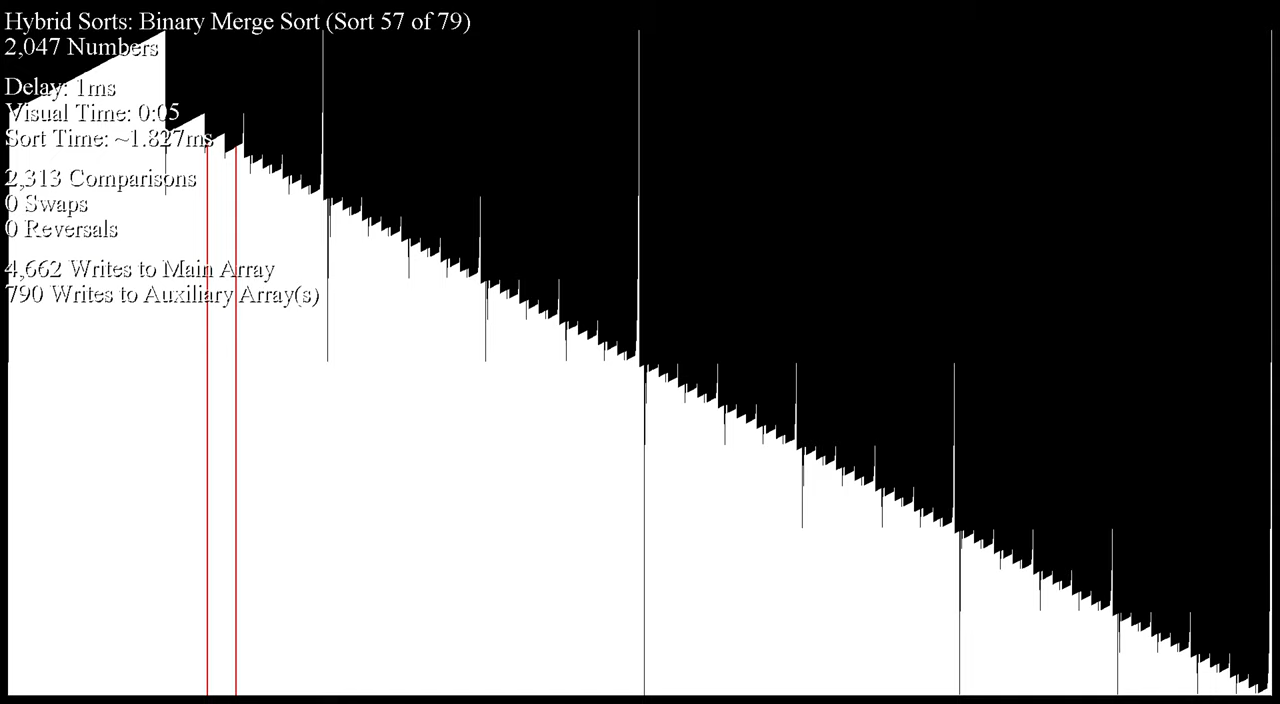 Hybrid Sorts: Binary Merge Sort (Sort 57 of 79)
2,047 Numbers
Delay: 1ms
Visual Time: 0:05
Sort Time: ~1.827ms
2,313 Comparisons
0 Swaps
0 Reversals
4,662 Writes to Main Array
790 Writes to Auxiliary Array(s)